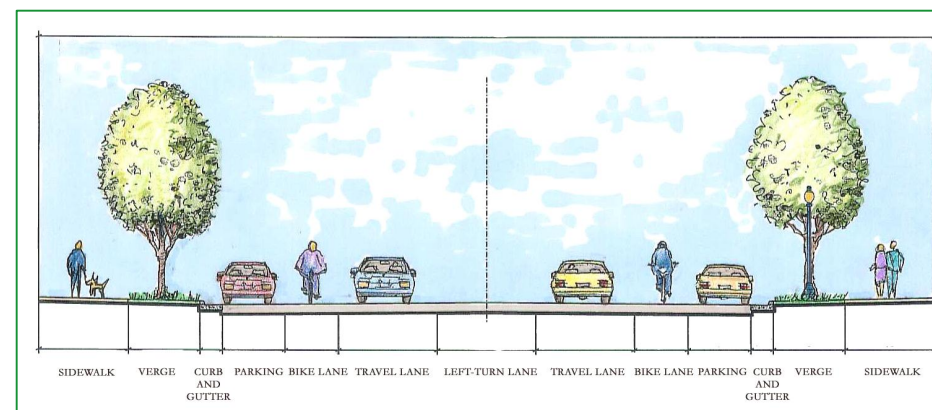 SIDEWALK VERGE CURB PARKING BIKE LANE TRAVEL LANE LEFT-TURN LANE TRAVEL LANE BIKE LANE PARKING CURB VERGE SIDEWALK
AND AND
GUTTER GUTTER